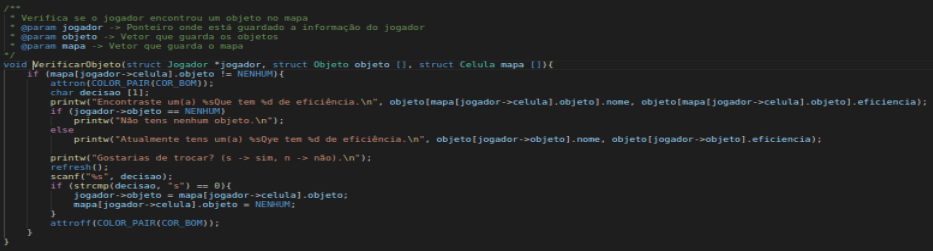 /**
 * Verifica se o jogador encontrou um objeto no mapa
 * @param jogador -> Ponteiro onde está guardado a informação do jogador
 * @param objeto -> Vetor que guarda os objetos
 * @param mapa -> Vetor que guarda o mapa
*/
void VerificarObjeto(struct Jogador *jogador, struct Objeto objeto [], struct Celula mapa []){
    if (mapa[jogador->celula].objeto != NENHUM){
        attron(COLOR_PAIR(COR_BOM));
        char decisao [1];
        printw("Encontraste um(a) %sQue tem %d de eficiência.\n", objeto[mapa[jogador->celula].objeto].nome, objeto[mapa[jogador->celula].objeto].eficiencia);
        if (jogador->objeto == NENHUM)
            printw("Não tens nenhum objeto.\n");
        else
            printw("Atualmente tens um(a) %sQye tem %d de eficiência.\n", objeto[jogador->objeto].nome, objeto[jogador->objeto].eficiencia);

        printw("Gostarias de trocar? (s -> sim, n -> não).\n");
        refresh();
        scanf("%s", decisao);
        if (strcmp(decisao, "s") == 0){
            jogador->objeto = mapa[jogador->celula].objeto;
            mapa[jogador->celula].objeto = NENHUM;
        }
        attroff(COLOR_PAIR(COR_BOM));
    }
}